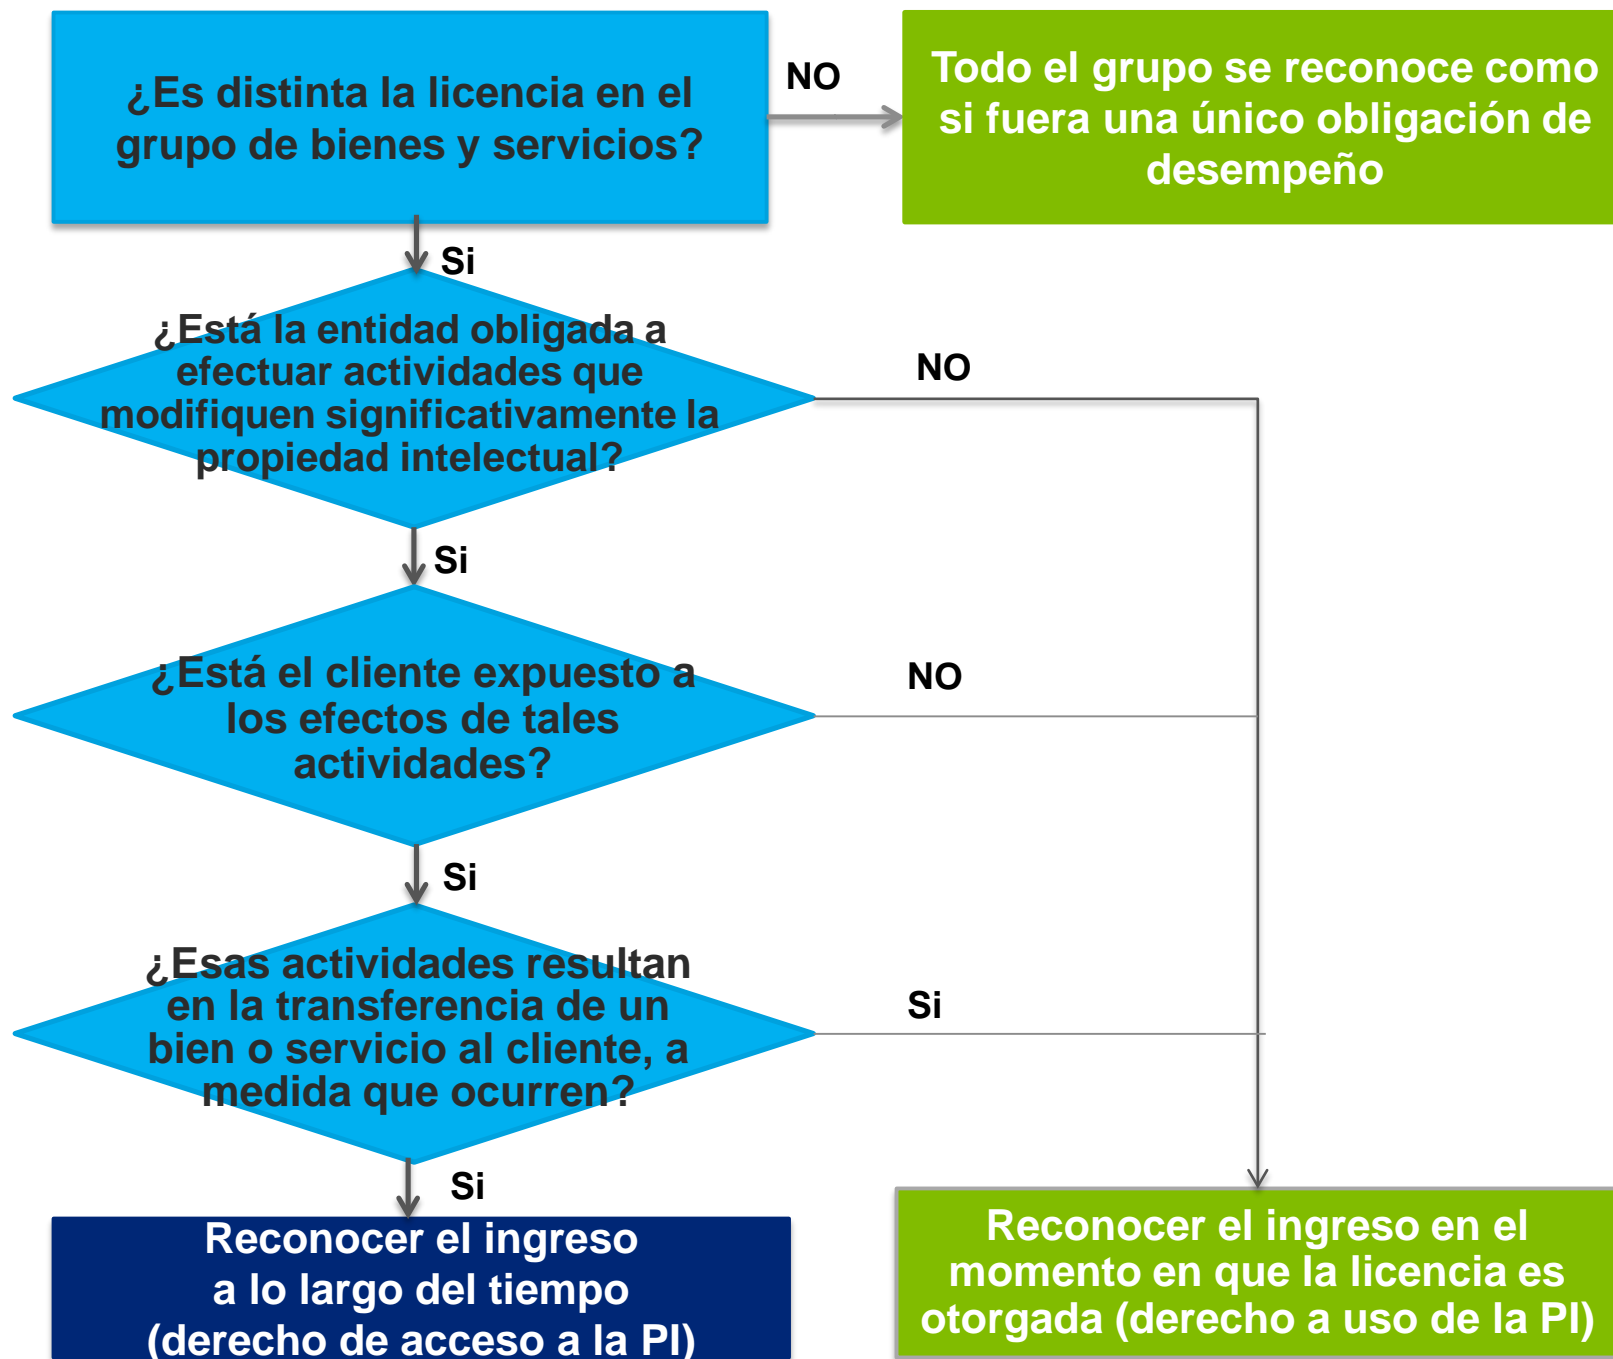 ¿Es distinta la licencia en el
grupo de bienes y servicios?
NO
Todo el grupo se reconoce como
si fuera una único obligación de
desempeño
Si
¿Está la entidad obligada a
efectuar actividades que
modifiquen significativamente la
propiedad intelectual?
NO
Si
¿Está el cliente expuesto a
los efectos de tales
actividades?
NO
Si
¿Esas actividades resultan
en la transferencia de un
bien o servicio al cliente, a
medida que ocurren?
Si
Si
Reconocer el ingreso
a lo largo del tiempo
(derecho de acceso a la PI)
Reconocer el ingreso en el
momento en que la licencia es
otorgada (derecho a uso de la PI)